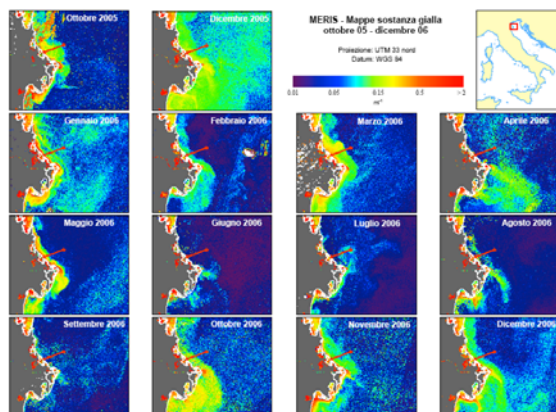 Ottobre 2005
Dicembre 2005
MERIS - Mappe sostanza gialla
ottobre 05 - dicembre 06
Proiezione: UTM 33 nord
Datum: WGS 84
0.01 0.05 0.15 0.5 > 2
m⁻¹
Gennaio 2006
Febbraio 2006
Marzo 2006
Aprile 2006
Maggio 2006
Giugno 2006
Luglio 2006
Agosto 2006
Settembre 2006
Ottobre 2006
Novembre 2006
Dicembre 2006